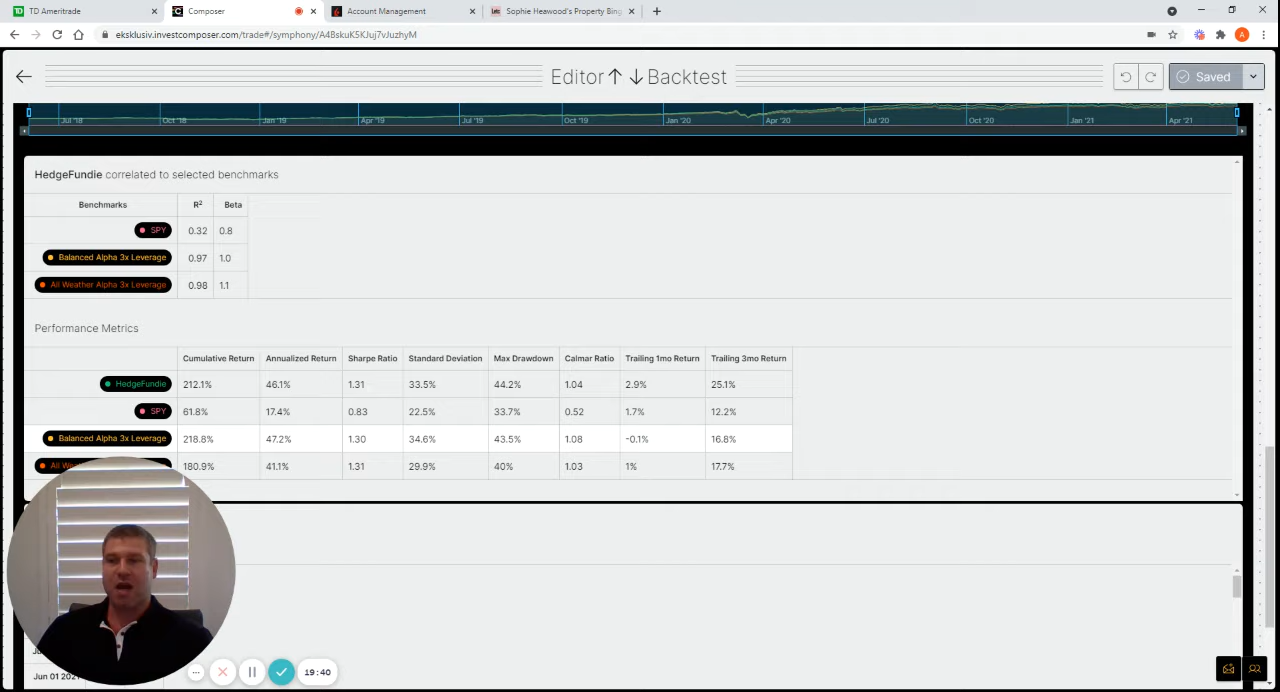 TD Ameritrade
Composer
Account Management
Sophie Heawood's Property Bing
eksklusiv.investcomposer.com/trade#/symphony/A48skuK5KJuj7vJuzhyM
A
Editor ↑ ↓ Backtest
Saved
Jul '18 Oct '18 Jan '19 Apr '19 Jul '19 Oct '19 Jan '20 Apr '20 Jul '20 Oct '20 Jan '21 Apr '21
HedgeFundie correlated to selected benchmarks
Benchmarks R² Beta
SPY 0.32 0.8
Balanced Alpha 3x Leverage 0.97 1.0
All Weather Alpha 3x Leverage 0.98 1.1
Performance Metrics
Cumulative Return Annualized Return Sharpe Ratio Standard Deviation Max Drawdown Calmar Ratio Trailing 1mo Return Trailing 3mo Return
HedgeFundie 212.1% 46.1% 1.31 33.5% 44.2% 1.04 2.9% 25.1%
SPY 61.8% 17.4% 0.83 22.5% 33.7% 0.52 1.7% 12.2%
Balanced Alpha 3x Leverage 218.8% 47.2% 1.30 34.6% 43.5% 1.08 -0.1% 16.8%
All 180.9% 41.1% 1.31 29.9% 40% 1.03 1% 17.7%
Jun 01 2021
19:40